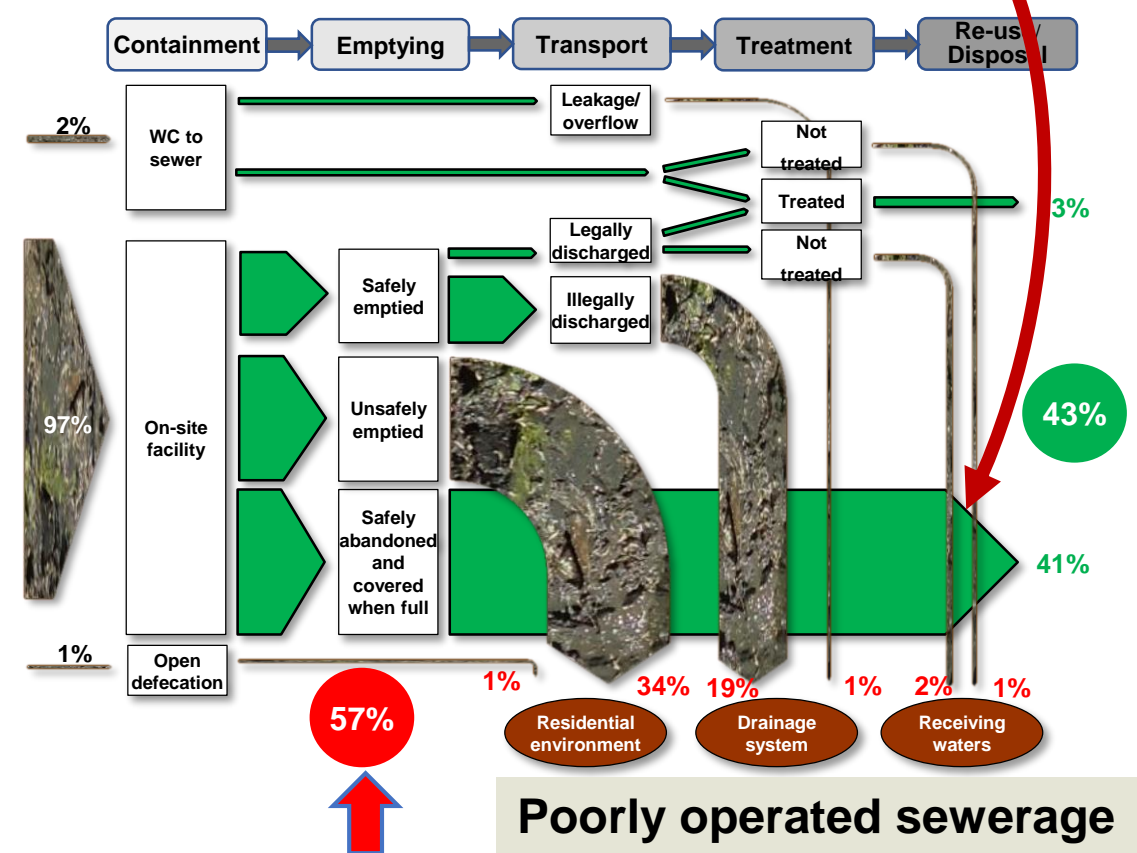 Containment
Emptying
Transport
Treatment
Re-use/
Disposal
2%
WC to
sewer
Leakage/
overflow
Not
treated
Treated
3%
Legally
discharged
Not
treated
Safely
emptied
Illegally
discharged
97%
On-site
facility
Unsafely
emptied
43%
Safely
abandoned
and
covered
when full
41%
1%
Open
defecation
1%
34%
19%
1%
2%
1%
57%
Residential
environment
Drainage
system
Receiving
waters
Poorly operated sewerage